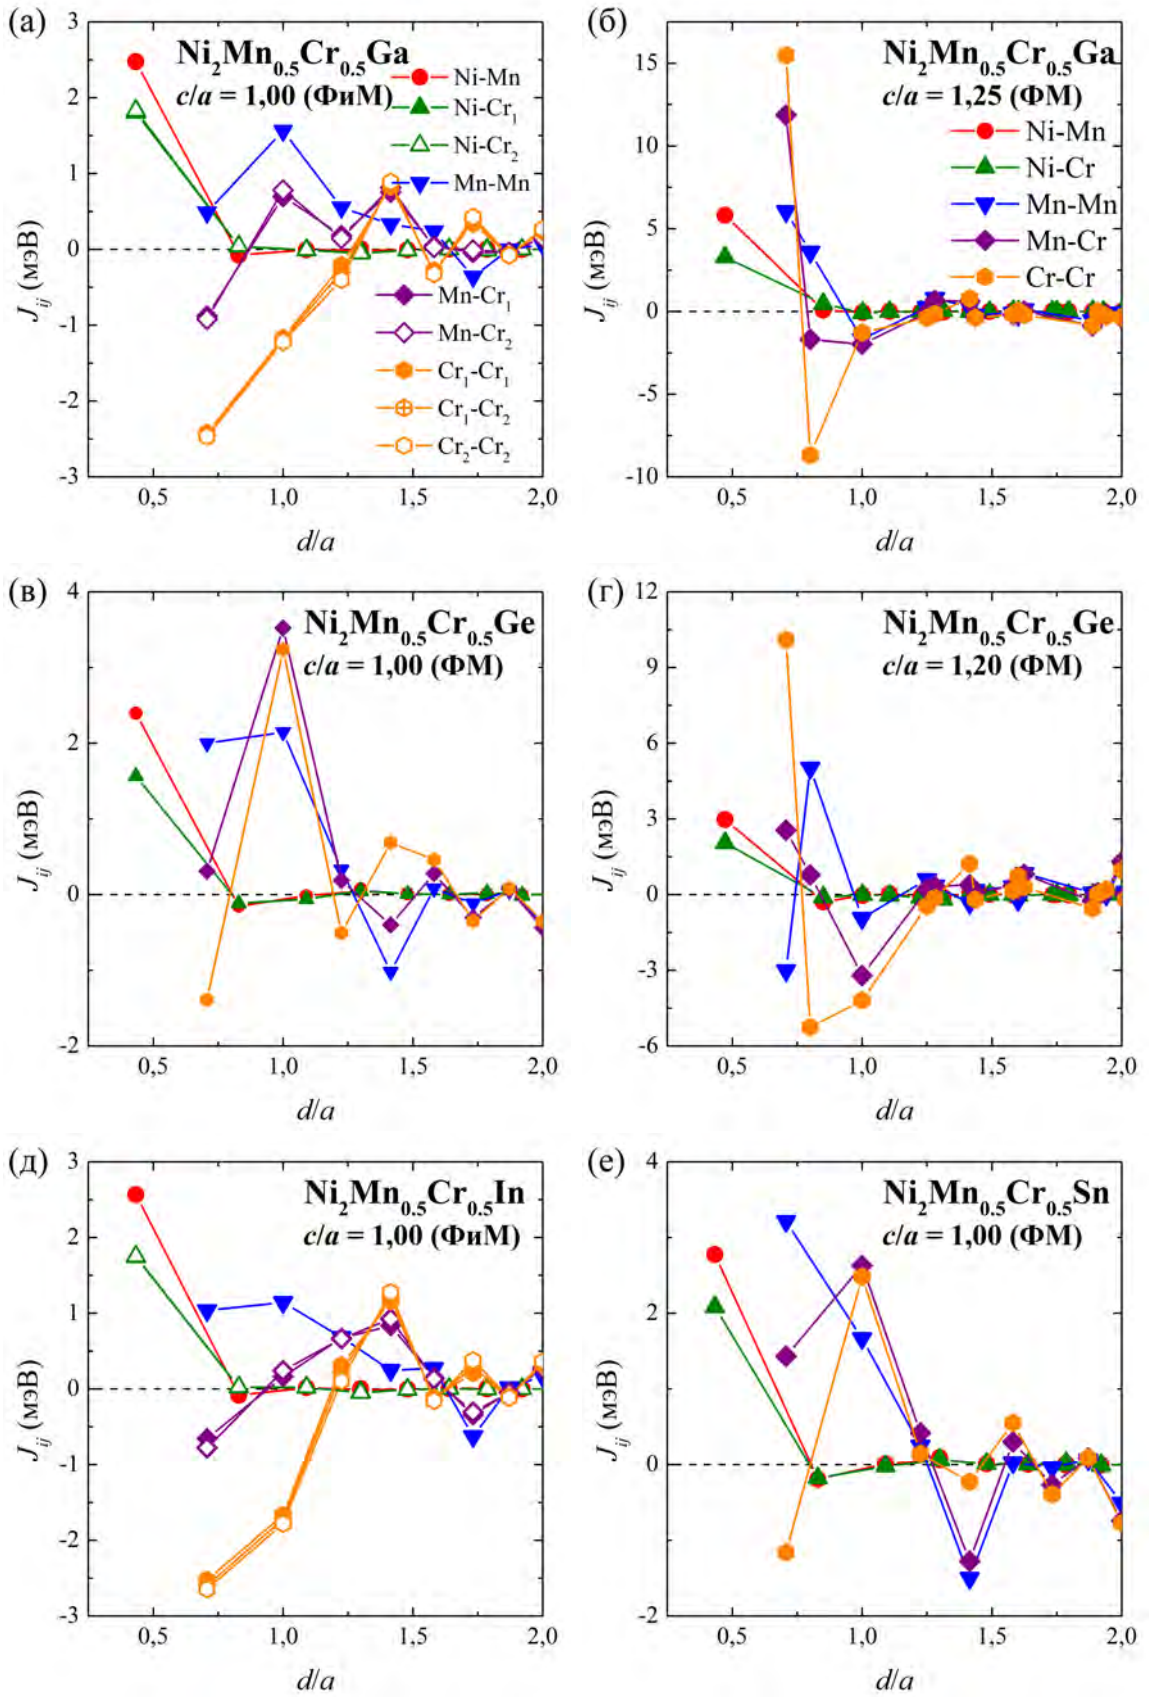 (а)
Ni₂Mn₀.₅Cr₀.₅Ga
c/a = 1,00 (ФиМ)
Ni-Mn
Ni-Cr₁
Ni-Cr₂
Mn-Mn
Mn-Cr₁
Mn-Cr₂
Cr₁-Cr₁
Cr₁-Cr₂
Cr₂-Cr₂
3
2
1
0
-1
-2
-3
J_ij (мэВ)
0,5
1,0
1,5
2,0
d/a
(б)
Ni₂Mn₀.₅Cr₀.₅Ga
c/a = 1,25 (ФМ)
Ni-Mn
Ni-Cr
Mn-Mn
Mn-Cr
Cr-Cr
15
10
5
0
-5
-10
J_ij (мэВ)
0,5
1,0
1,5
2,0
d/a
(в)
Ni₂Mn₀.₅Cr₀.₅Ge
c/a = 1,00 (ФМ)
4
2
0
-2
J_ij (мэВ)
0,5
1,0
1,5
2,0
d/a
(г)
Ni₂Mn₀.₅Cr₀.₅Ge
c/a = 1,20 (ФМ)
12
9
6
3
0
-3
-6
J_ij (мэВ)
0,5
1,0
1,5
2,0
d/a
(д)
Ni₂Mn₀.₅Cr₀.₅In
c/a = 1,00 (ФиМ)
3
2
1
0
-1
-2
-3
J_ij (мэВ)
0,5
1,0
1,5
2,0
d/a
(е)
Ni₂Mn₀.₅Cr₀.₅Sn
c/a = 1,00 (ФМ)
4
2
0
-2
J_ij (мэВ)
0,5
1,0
1,5
2,0
d/a